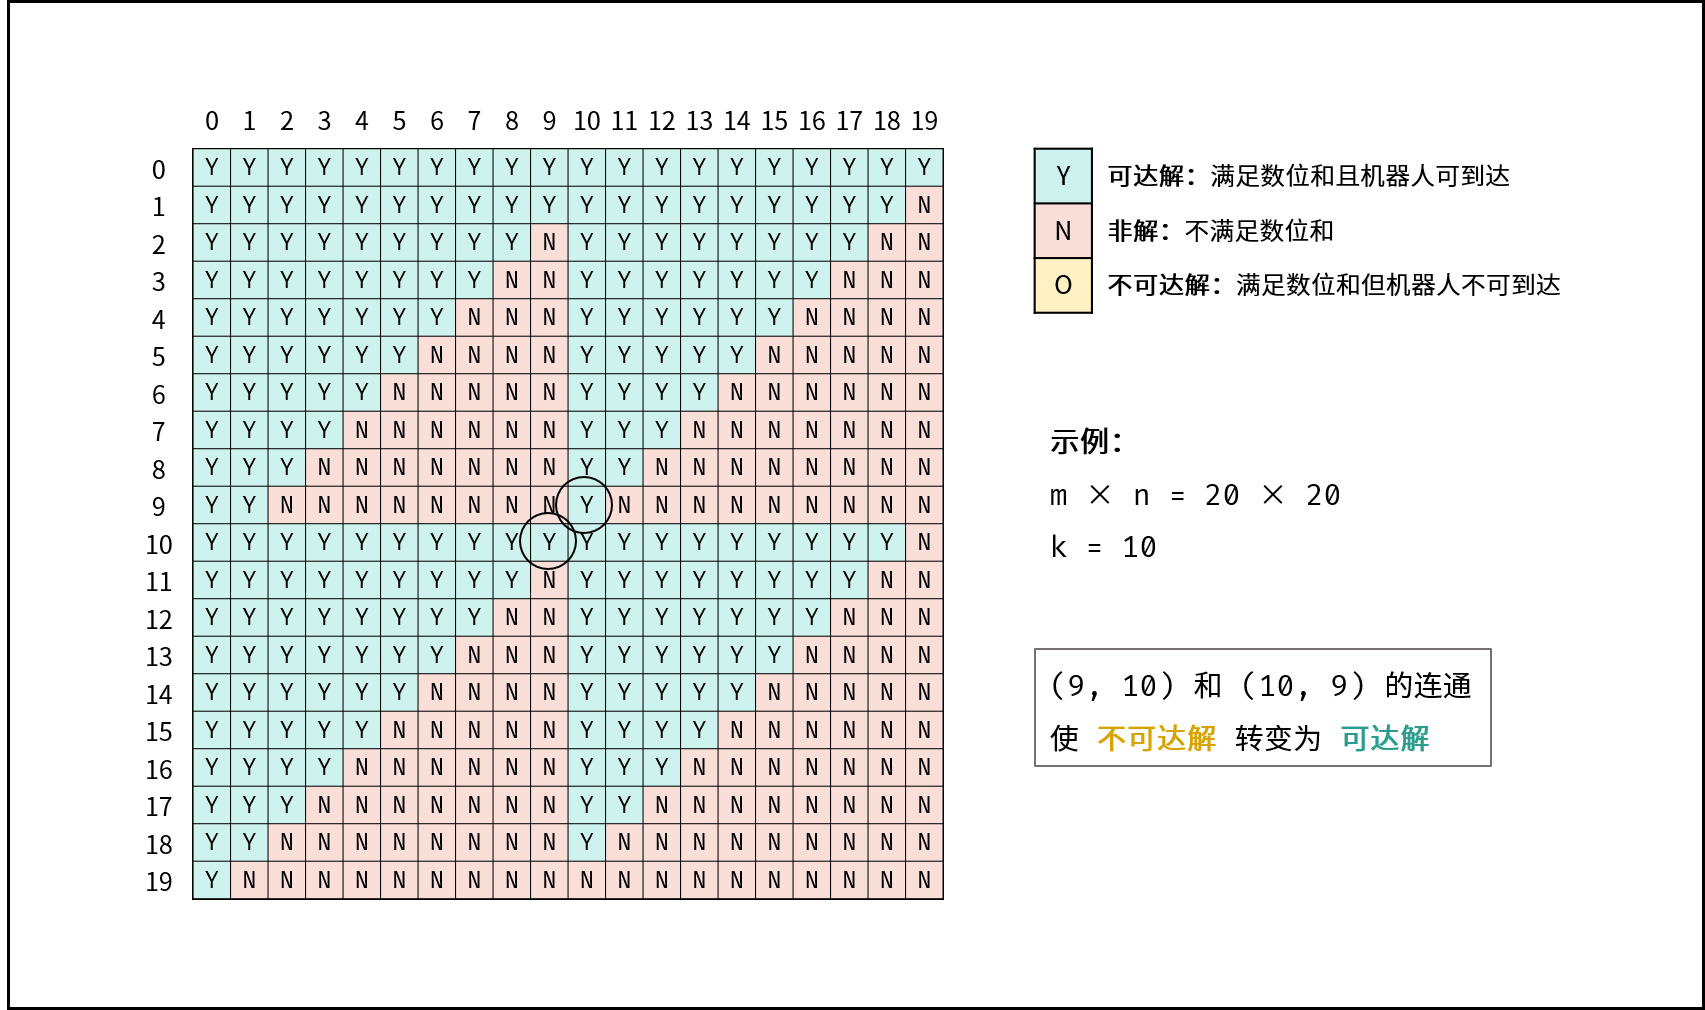 0 1 2 3 4 5 6 7 8 9 10 11 12 13 14 15 16 17 18 19
0 Y Y Y Y Y Y Y Y Y Y Y Y Y Y Y Y Y Y Y Y
1 Y Y Y Y Y Y Y Y Y Y Y Y Y Y Y Y Y Y Y N
2 Y Y Y Y Y Y Y Y Y N Y Y Y Y Y Y Y Y N N
3 Y Y Y Y Y Y Y Y N N Y Y Y Y Y Y Y N N N
4 Y Y Y Y Y Y Y N N N Y Y Y Y Y Y N N N N
5 Y Y Y Y Y Y N N N N Y Y Y Y Y N N N N N
6 Y Y Y Y Y N N N N N Y Y Y Y N N N N N N
7 Y Y Y Y N N N N N N Y Y Y N N N N N N N
8 Y Y Y N N N N N N N Y Y N N N N N N N N
9 Y Y N N N N N N N N Y N N N N N N N N N
10 Y Y Y Y Y Y Y Y Y Y Y Y Y Y Y Y Y Y Y N
11 Y Y Y Y Y Y Y Y Y N Y Y Y Y Y Y Y Y N N
12 Y Y Y Y Y Y Y Y N N Y Y Y Y Y Y Y N N N
13 Y Y Y Y Y Y Y N N N Y Y Y Y Y Y N N N N
14 Y Y Y Y Y Y N N N N Y Y Y Y Y N N N N N
15 Y Y Y Y Y N N N N N Y Y Y Y N N N N N N
16 Y Y Y Y N N N N N N Y Y Y N N N N N N N
17 Y Y Y N N N N N N N Y Y N N N N N N N N
18 Y Y N N N N N N N N Y N N N N N N N N N
19 Y N N N N N N N N N N N N N N N N N N N
Y 可达解：满足数位和且机器人可到达
N 非解：不满足数位和
O 不可达解：满足数位和但机器人不可到达
示例：
m × n = 20 × 20
k = 10
(9, 10) 和 (10, 9) 的连通
使 不可达解 转变为 可达解